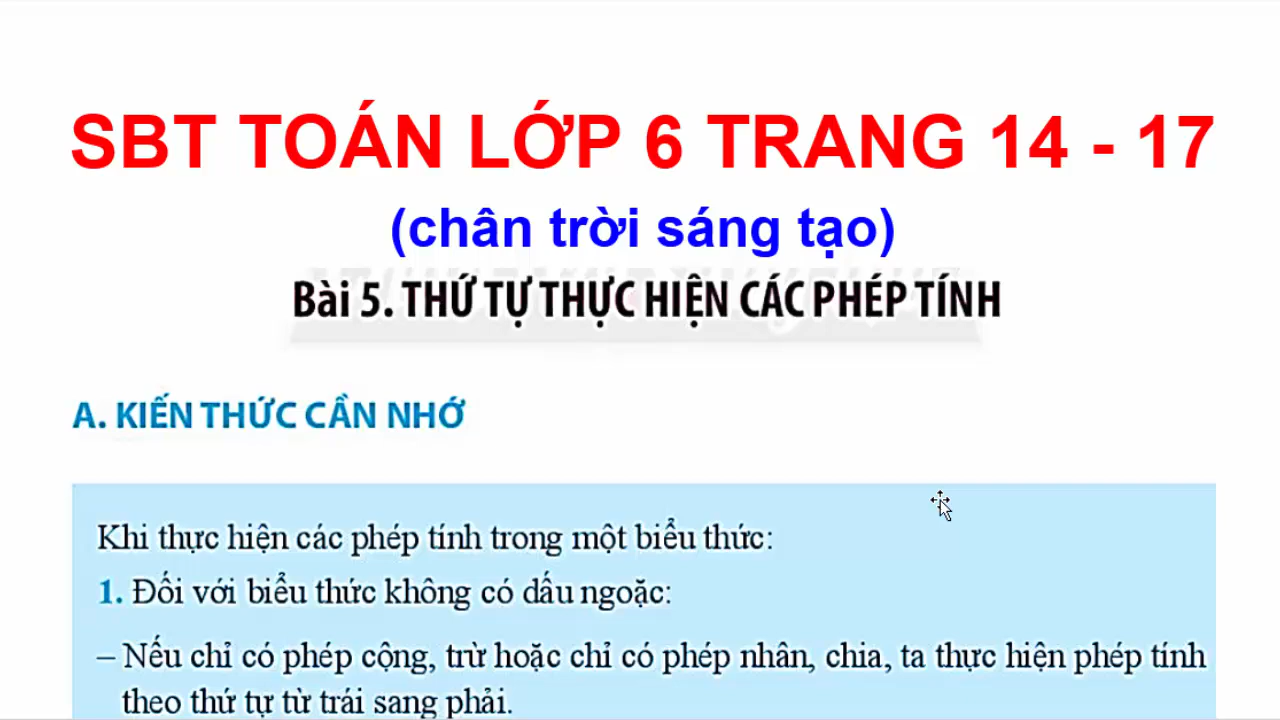 SBT TOÁN LỚP 6 TRANG 14 - 17
(chân trời sáng tạo)
Bài 5. THỨ TỰ THỰC HIỆN CÁC PHÉP TÍNH
A. KIẾN THỨC CẦN NHỚ
Khi thực hiện các phép tính trong một biểu thức:
1. Đối với biểu thức không có dấu ngoặc:
– Nếu chỉ có phép cộng, trừ hoặc chỉ có phép nhân, chia, ta thực hiện phép tính
theo thứ tự từ trái sang phải.